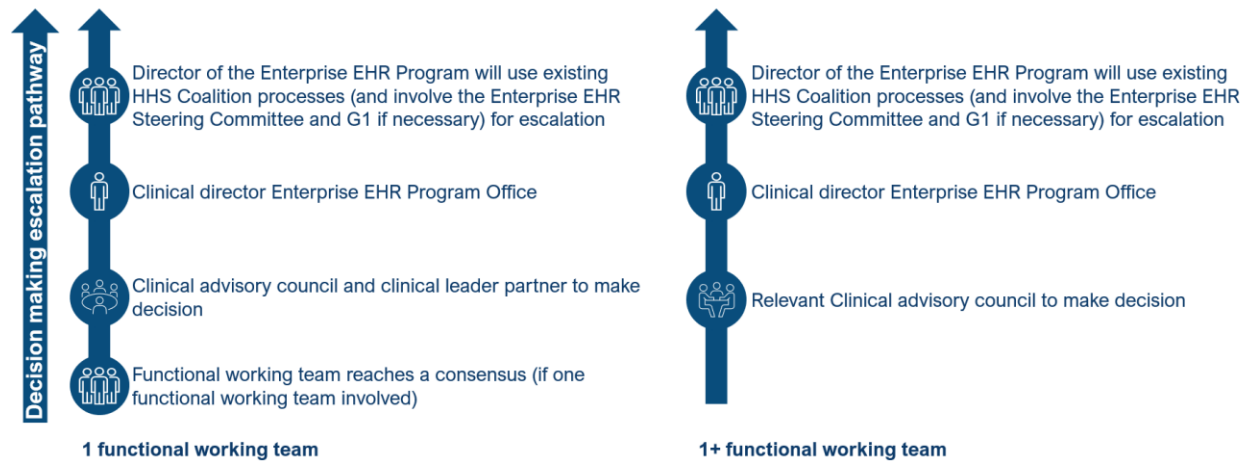 Decision making escalation pathway
Director of the Enterprise EHR Program will use existing
HHS Coalition processes (and involve the Enterprise EHR
Steering Committee and G1 if necessary) for escalation
Clinical director Enterprise EHR Program Office
Clinical advisory council and clinical leader partner to make
decision
Functional working team reaches a consensus (if one
functional working team involved)
1 functional working team
Director of the Enterprise EHR Program will use existing
HHS Coalition processes (and involve the Enterprise EHR
Steering Committee and G1 if necessary) for escalation
Clinical director Enterprise EHR Program Office
Relevant Clinical advisory council to make decision
1+ functional working team